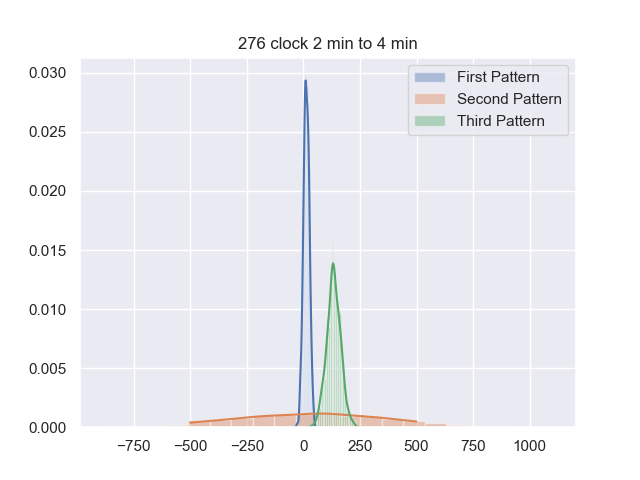 276 clock 2 min to 4 min
First Pattern
Second Pattern
Third Pattern
0.030
0.025
0.020
0.015
0.010
0.005
0.000
−750 −500 −250 0 250 500 750 1000